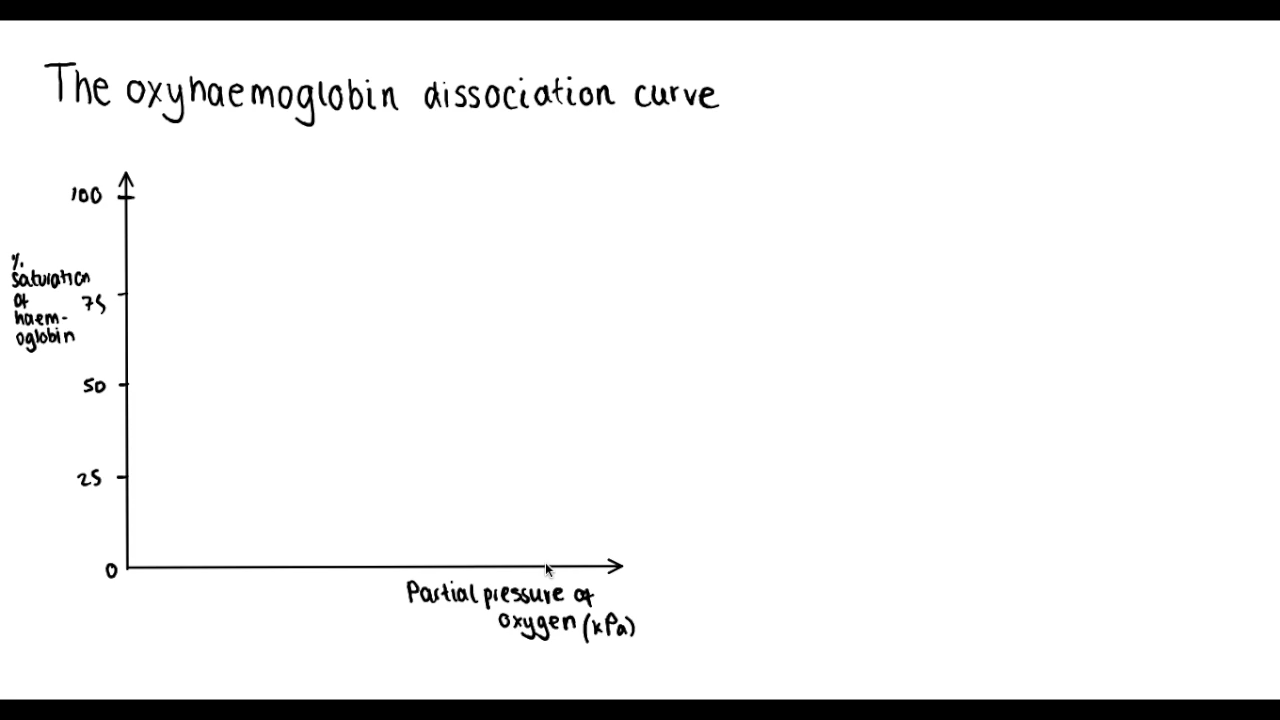 The oxyhaemoglobin dissociation curve
100
%
saturation
of
haem-
oglobin
75
50
25
0
Partial pressure of
oxygen (kPa)